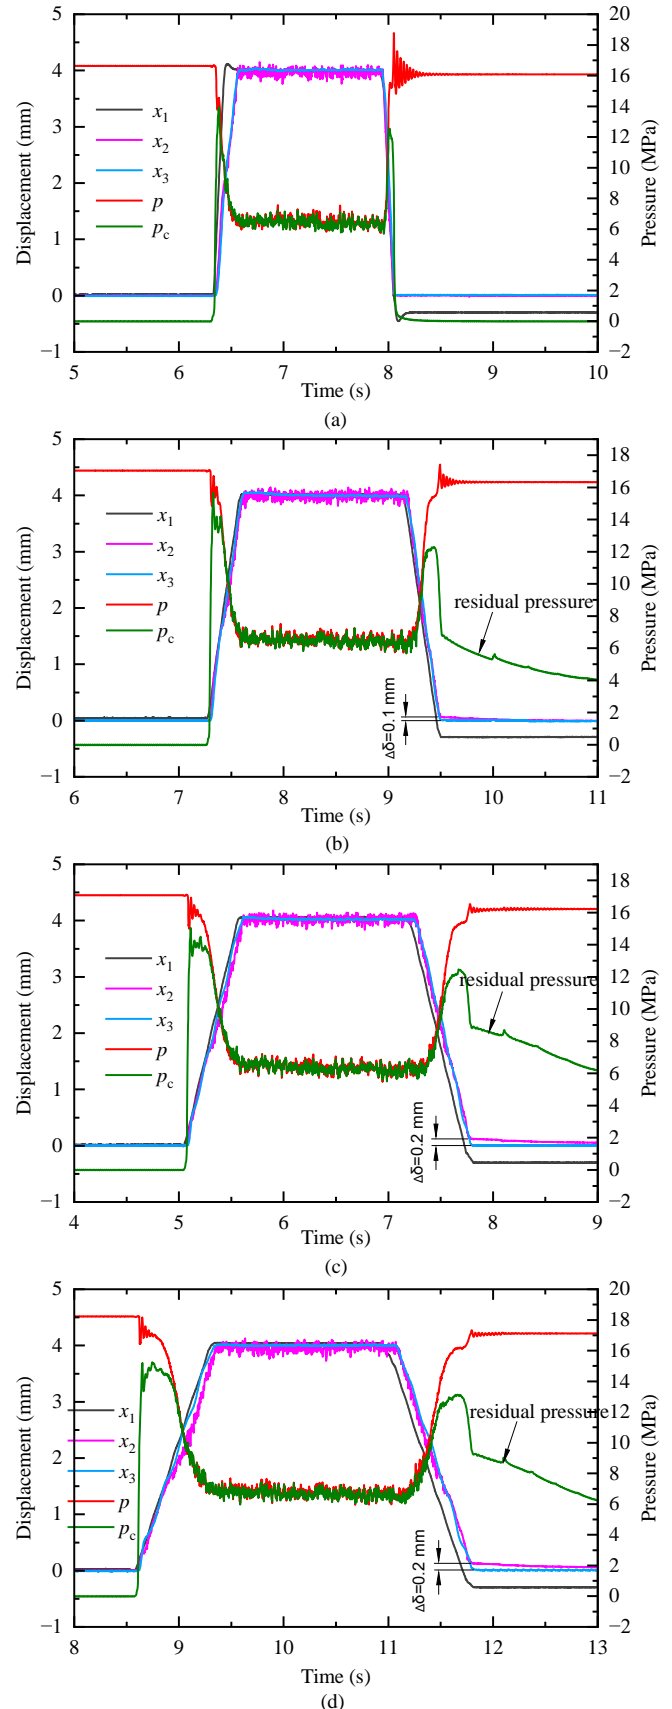 Displacement (mm)
5
4
3
2
1
0
−1
x1
x2
x3
p
pc
20
18
16
14
12
10
8
6
4
2
0
−2
Pressure (MPa)
5 6 7 8 9 10
Time (s)
(a)
Displacement (mm)
5
4
3
2
1
0
−1
x1
x2
x3
p
pc
residual pressure
Δδ=0.1 mm
18
16
14
12
10
8
6
4
2
0
−2
Pressure (MPa)
6 7 8 9 10 11
Time (s)
(b)
Displacement (mm)
5
4
3
2
1
0
−1
x1
x2
x3
p
pc
residual pressure
Δδ=0.2 mm
18
16
14
12
10
8
6
4
2
0
−2
Pressure (MPa)
4 5 6 7 8 9
Time (s)
(c)
Displacement (mm)
5
4
3
2
1
0
−1
x1
x2
x3
p
pc
residual pressure
Δδ=0.2 mm
20
18
16
14
12
10
8
6
4
2
0
−2
Pressure (MPa)
8 9 10 11 12 13
Time (s)
(d)